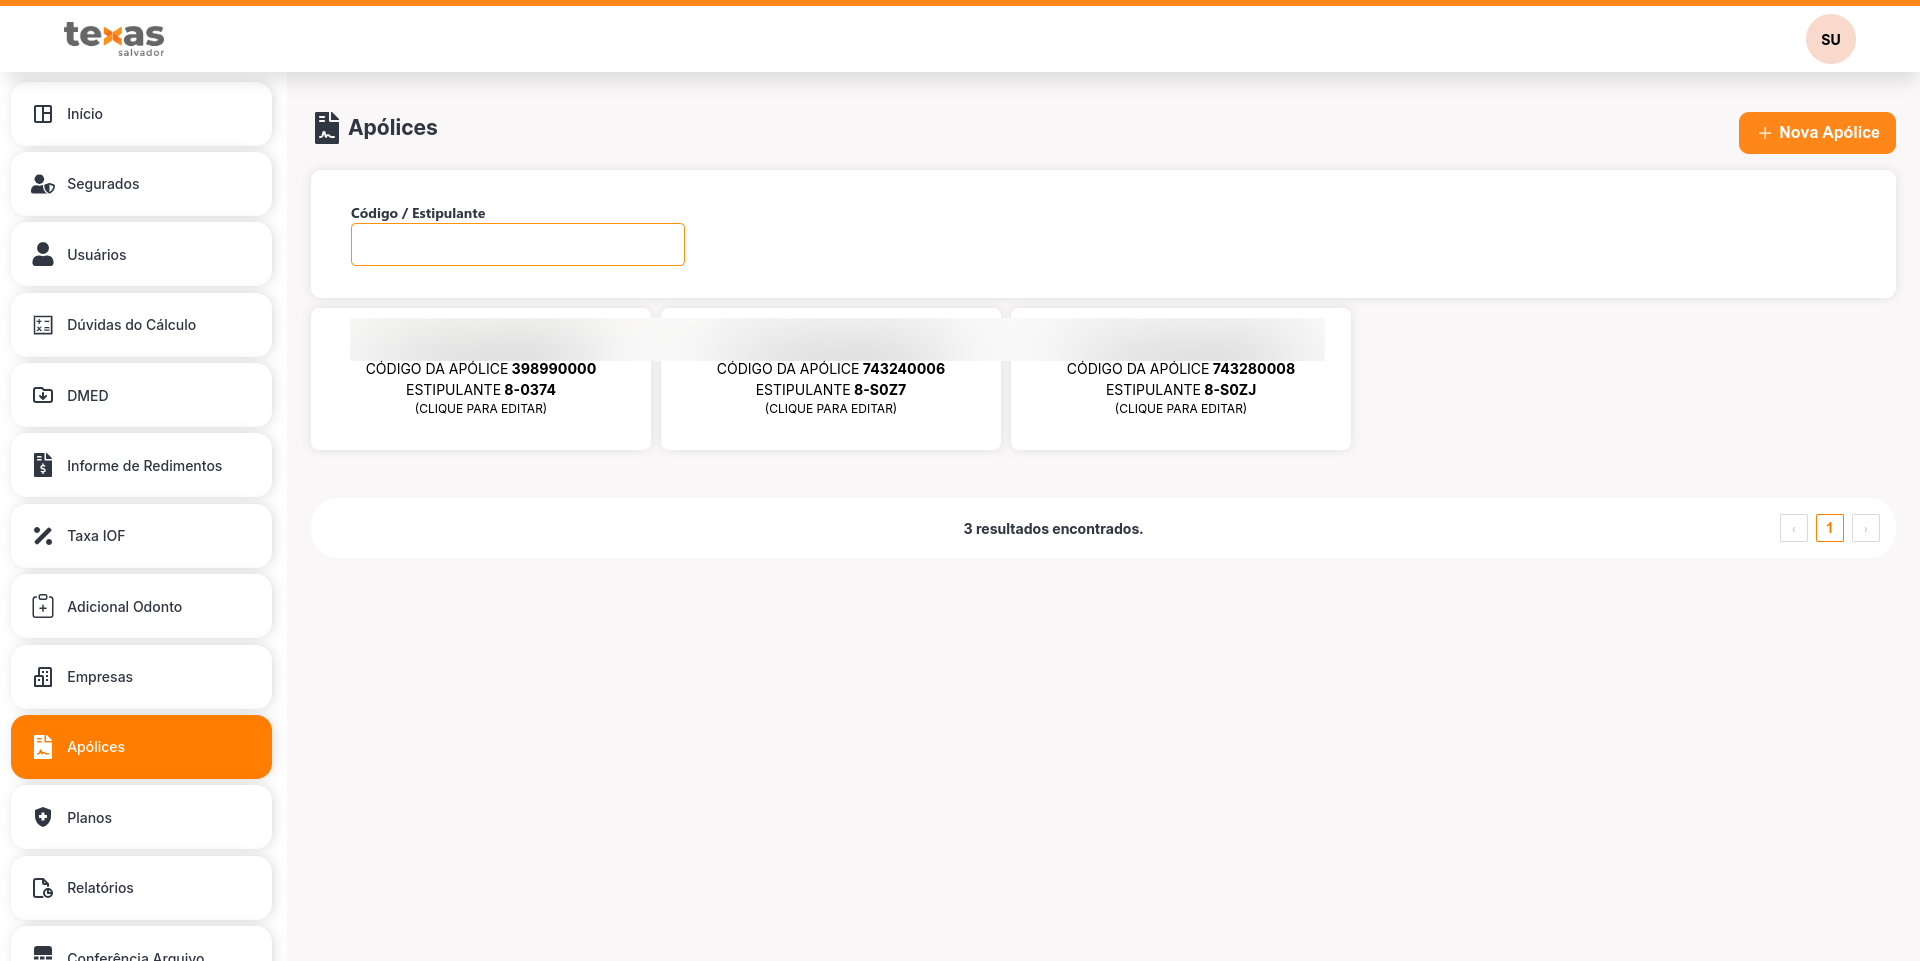 texas
salvador
SU
Início
Segurados
Usuários
Dúvidas do Cálculo
DMED
Informe de Redimentos
Taxa IOF
Adicional Odonto
Empresas
Apólices
Planos
Relatórios
Conferência Arquivo
Apólices
+ Nova Apólice
Código / Estipulante
CÓDIGO DA APÓLICE 398990000
ESTIPULANTE 8-0374
(CLIQUE PARA EDITAR)
CÓDIGO DA APÓLICE 743240006
ESTIPULANTE 8-S0Z7
(CLIQUE PARA EDITAR)
CÓDIGO DA APÓLICE 743280008
ESTIPULANTE 8-S0ZJ
(CLIQUE PARA EDITAR)
3 resultados encontrados.
‹ 1 ›